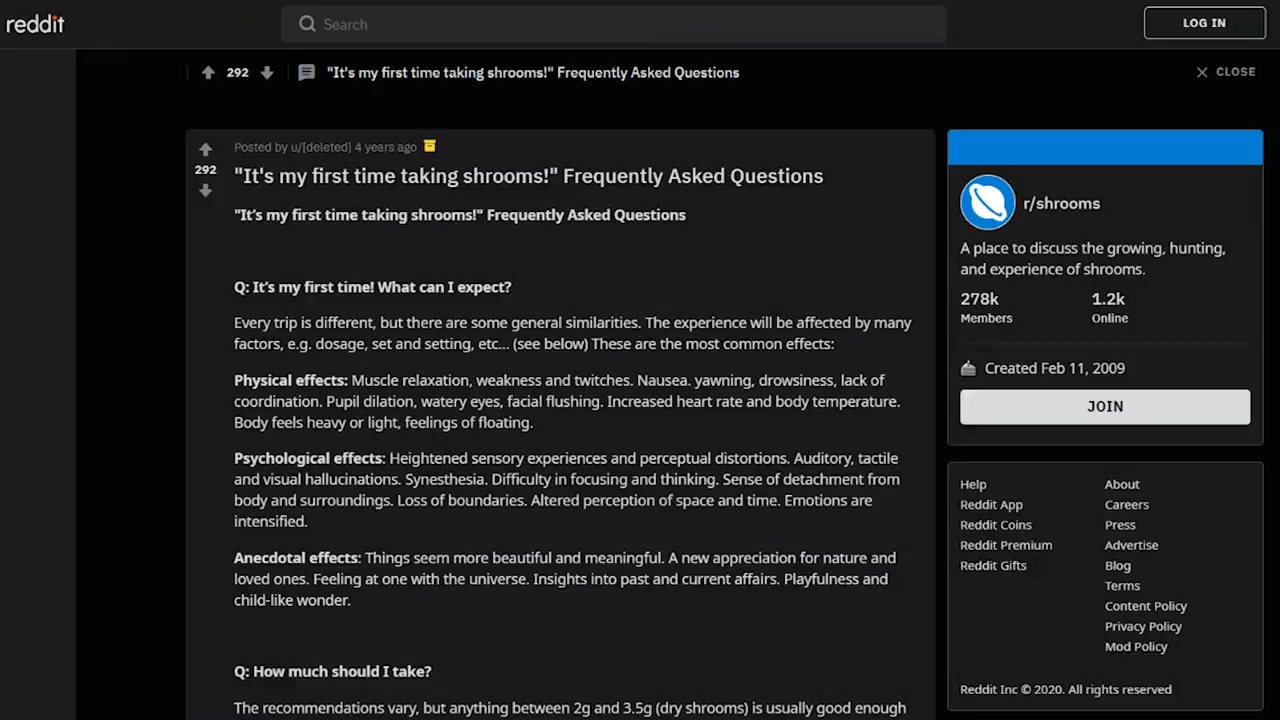 reddit
Search
LOG IN
292
"It's my first time taking shrooms!" Frequently Asked Questions
CLOSE
Posted by u/[deleted] 4 years ago
292
"It's my first time taking shrooms!" Frequently Asked Questions
"It's my first time taking shrooms!" Frequently Asked Questions
Q: It's my first time! What can I expect?
Every trip is different, but there are some general similarities. The experience will be affected by many
factors, e.g. dosage, set and setting, etc... (see below) These are the most common effects:
Physical effects: Muscle relaxation, weakness and twitches. Nausea. yawning, drowsiness, lack of
coordination. Pupil dilation, watery eyes, facial flushing. Increased heart rate and body temperature.
Body feels heavy or light, feelings of floating.
Psychological effects: Heightened sensory experiences and perceptual distortions. Auditory, tactile
and visual hallucinations. Synesthesia. Difficulty in focusing and thinking. Sense of detachment from
body and surroundings. Loss of boundaries. Altered perception of space and time. Emotions are
intensified.
Anecdotal effects: Things seem more beautiful and meaningful. A new appreciation for nature and
loved ones. Feeling at one with the universe. Insights into past and current affairs. Playfulness and
child-like wonder.
Q: How much should I take?
The recommendations vary, but anything between 2g and 3.5g (dry shrooms) is usually good enough
r/shrooms
A place to discuss the growing, hunting,
and experience of shrooms.
278k
Members
1.2k
Online
Created Feb 11, 2009
JOIN
Help
Reddit App
Reddit Coins
Reddit Premium
Reddit Gifts
About
Careers
Press
Advertise
Blog
Terms
Content Policy
Privacy Policy
Mod Policy
Reddit Inc © 2020. All rights reserved